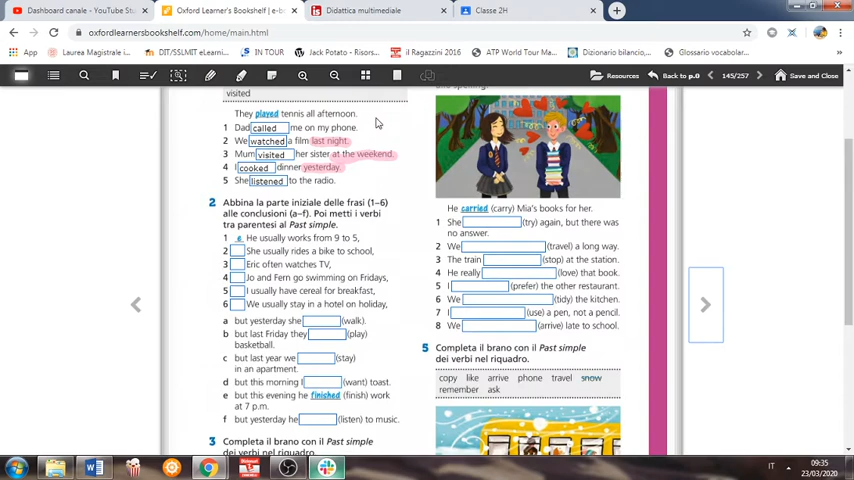 Dashboard canale - YouTube Stu
Oxford Learner's Bookshelf | e-bo
Didattica multimediale
Classe 2H
oxfordlearnersbookshelf.com/home/main.html
App
Laurea Magistrale i...
DIT/SSLMIT eLearni...
IN TOUR
Jack Potato - Risors...
il Ragazzini 2016
AP World Tour Prem...
Dizionario bilancio,...
Glossario vocabolar...
Resources
Back to p.0
145/257
Save and Close
visited
They played tennis all afternoon.
1 Dad called me on my phone.
2 We watched a film last night.
3 Mum visited her sister at the weekend.
4 I cooked dinner yesterday.
5 She listened to the radio.
2 Abbina la parte iniziale delle frasi (1–6)
alle conclusioni (a–f). Poi metti i verbi
tra parentesi al Past simple.
1 e He usually works from 9 to 5,
2 She usually rides a bike to school,
3 Eric often watches TV,
4 Jo and Fern go swimming on Fridays,
5 I usually have cereal for breakfast,
6 We usually stay in a hotel on holiday,
a but yesterday she (walk).
b but last Friday they (play)
basketball.
c but last year we (stay)
in an apartment.
d but this morning I (want) toast.
e but this evening he finished (finish) work
at 7 p.m.
f but yesterday he (listen) to music.
3 Completa il brano con il Past simple
dei verbi nel riquadro.
He carried (carry) Mia's books for her.
1 She (try) again, but there was
no answer.
2 We (travel) a long way.
3 The train (stop) at the station.
4 He really (love) that book.
5 I (prefer) the other restaurant.
6 We (tidy) the kitchen.
7 I (use) a pen, not a pencil.
8 We (arrive) late to school.
5 Completa il brano con il Past simple
dei verbi nel riquadro.
copy like arrive phone travel snow
remember ask
IT
09:35
23/03/2020